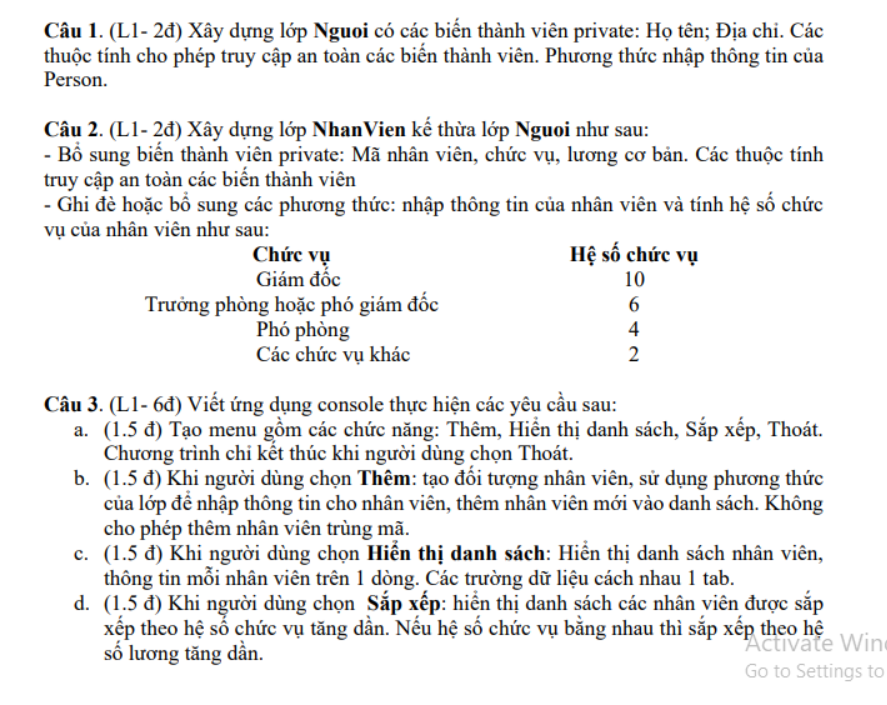 Câu 1. (L1- 2đ) Xây dựng lớp Nguoi có các biến thành viên private: Họ tên; Địa chỉ. Các
thuộc tính cho phép truy cập an toàn các biến thành viên. Phương thức nhập thông tin của
Person.
Câu 2. (L1- 2đ) Xây dựng lớp NhanVien kế thừa lớp Nguoi như sau:
- Bổ sung biến thành viên private: Mã nhân viên, chức vụ, lương cơ bản. Các thuộc tính
truy cập an toàn các biến thành viên
- Ghi đè hoặc bổ sung các phương thức: nhập thông tin của nhân viên và tính hệ số chức
vụ của nhân viên như sau:
Chức vụ Hệ số chức vụ
Giám đốc 10
Trưởng phòng hoặc phó giám đốc 6
Phó phòng 4
Các chức vụ khác 2
Câu 3. (L1- 6đ) Viết ứng dụng console thực hiện các yêu cầu sau:
a. (1.5 đ) Tạo menu gồm các chức năng: Thêm, Hiển thị danh sách, Sắp xếp, Thoát.
Chương trình chỉ kết thúc khi người dùng chọn Thoát.
b. (1.5 đ) Khi người dùng chọn Thêm: tạo đối tượng nhân viên, sử dụng phương thức
của lớp để nhập thông tin cho nhân viên, thêm nhân viên mới vào danh sách. Không
cho phép thêm nhân viên trùng mã.
c. (1.5 đ) Khi người dùng chọn Hiển thị danh sách: Hiển thị danh sách nhân viên,
thông tin mỗi nhân viên trên 1 dòng. Các trường dữ liệu cách nhau 1 tab.
d. (1.5 đ) Khi người dùng chọn Sắp xếp: hiển thị danh sách các nhân viên được sắp
xếp theo hệ số chức vụ tăng dần. Nếu hệ số chức vụ bằng nhau thì sắp xếp theo hệ
số lương tăng dần.
Activate Win
Go to Settings to